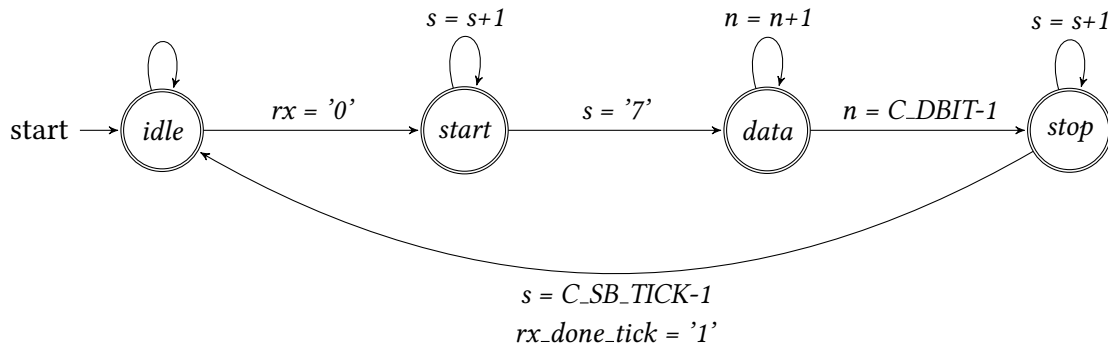 s = s+1
n = n+1
s = s+1
start
idle
rx = '0'
start
s = '7'
data
n = C_DBIT-1
stop
s = C_SB_TICK-1
rx_done_tick = '1'